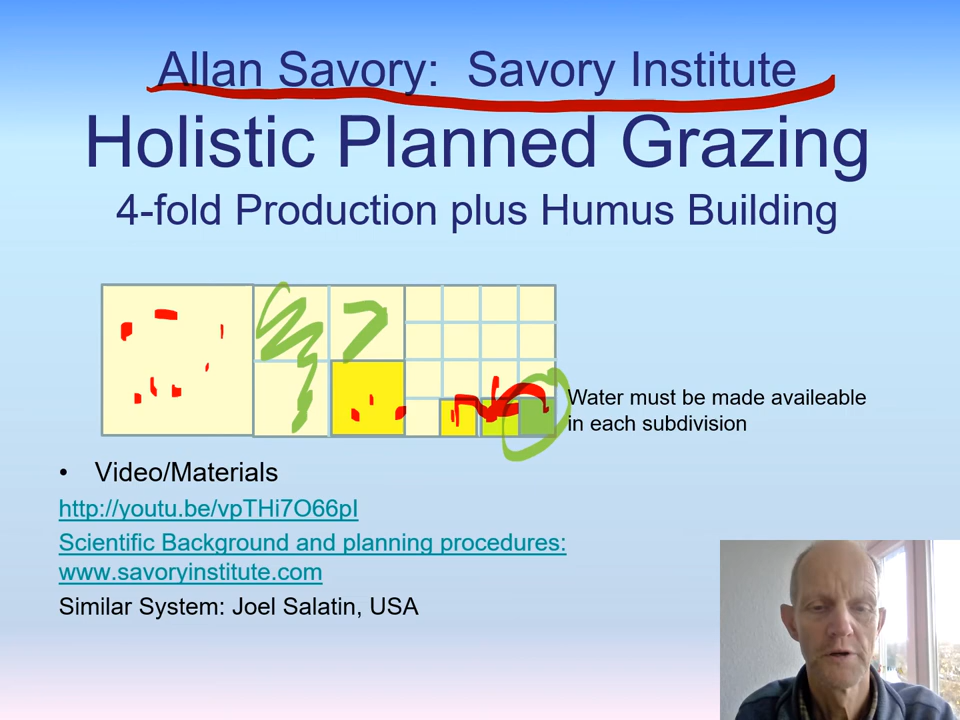 Allan Savory: Savory Institute
Holistic Planned Grazing
4-fold Production plus Humus Building
Water must be made availeable
in each subdivision
• Video/Materials
http://youtu.be/vpTHi7O66pI
Scientific Background and planning procedures:
www.savoryinstitute.com
Similar System: Joel Salatin, USA